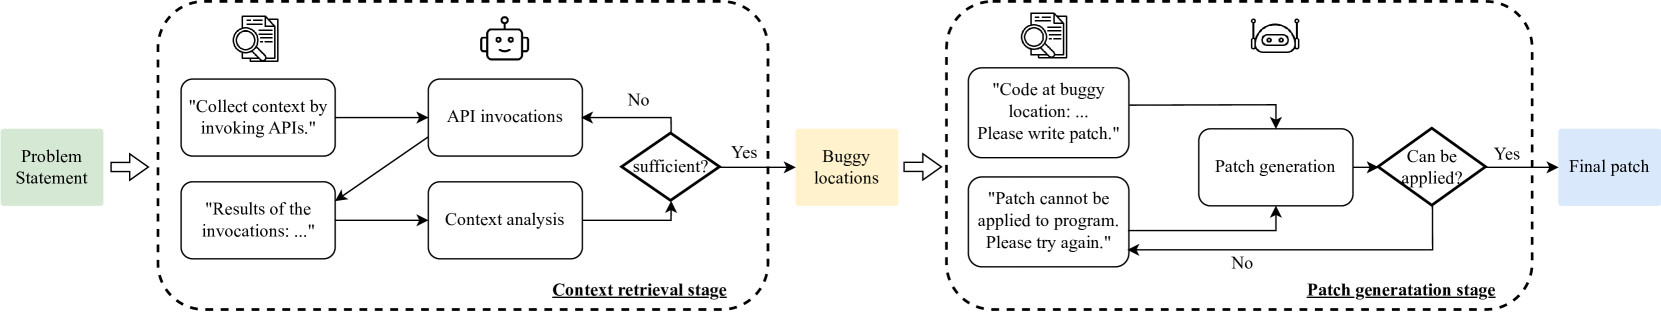 Problem
Statement
"Collect context by
invoking APIs."
API invocations
"Results of the
invocations: ..."
Context analysis
No
sufficient?
Yes
Context retrieval stage
Buggy
locations
"Code at buggy
location: ...
Please write patch."
"Patch cannot be
applied to program.
Please try again."
Patch generation
Can be
applied?
Yes
No
Patch generatation stage
Final patch